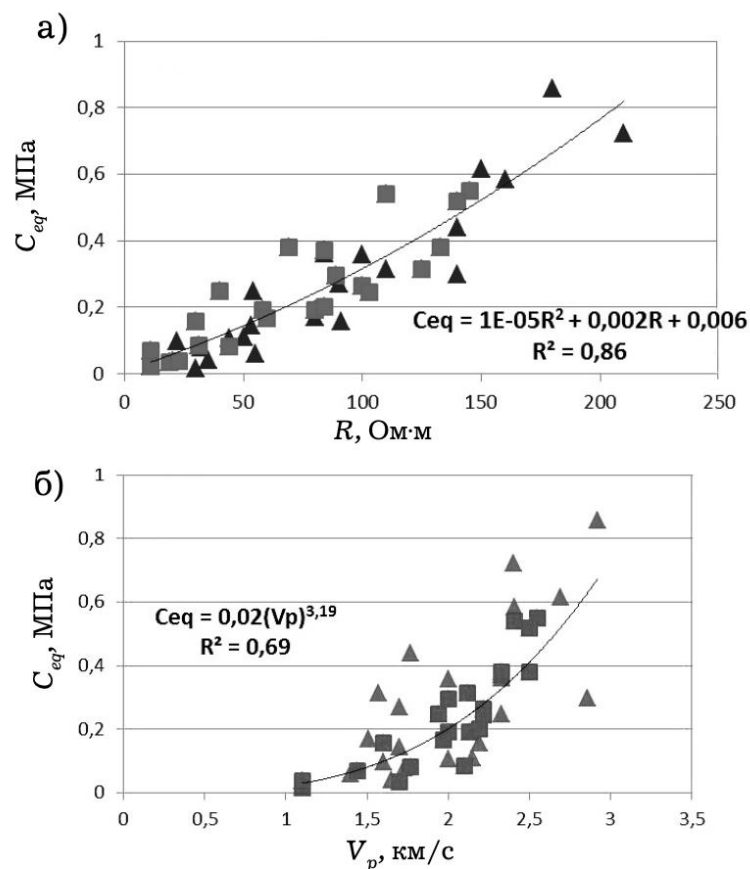 а)
1
0,8
0,6
0,4
0,2
0
C_eq, МПа
Ceq = 1E-05R² + 0,002R + 0,006
R² = 0,86
0 50 100 150 200 250
R, Ом·м
б)
1
0,8
0,6
0,4
0,2
0
C_eq, МПа
Ceq = 0,02(Vp)³,¹⁹
R² = 0,69
0 0,5 1 1,5 2 2,5 3 3,5
V_p, км/с